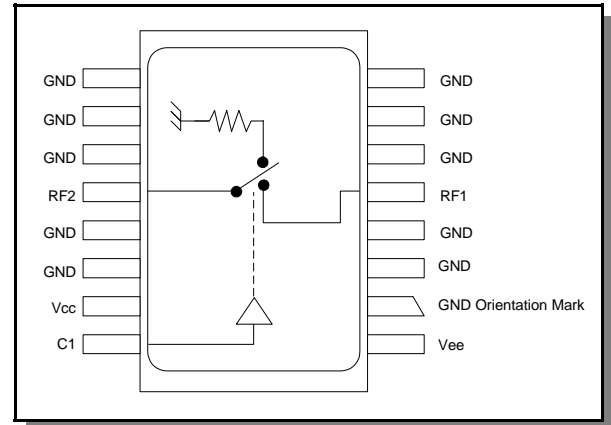 GND GND
GND GND
GND GND
RF2 RF1
GND GND
GND GND
Vcc GND Orientation Mark
C1 Vee